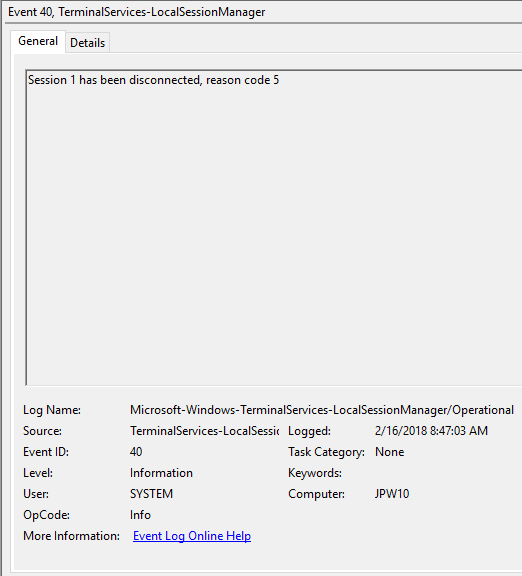 Event 40, TerminalServices-LocalSessionManager
General Details
Session 1 has been disconnected, reason code 5
Log Name: Microsoft-Windows-TerminalServices-LocalSessionManager/Operational
Source: TerminalServices-LocalSessic Logged: 2/16/2018 8:47:03 AM
Event ID: 40 Task Category: None
Level: Information Keywords:
User: SYSTEM Computer: JPW10
OpCode: Info
More Information: Event Log Online Help